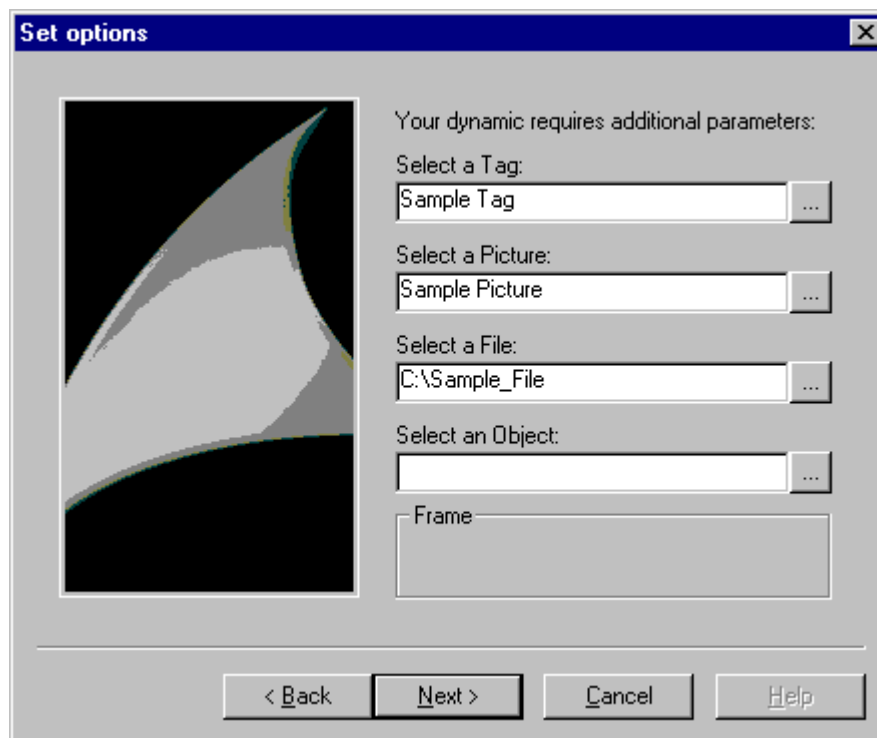 Set options
Your dynamic requires additional parameters:
Select a Tag:
Sample Tag
...
Select a Picture:
Sample Picture
...
Select a File:
C:\Sample_File
...
Select an Object:
...
Frame
< Back
Next >
Cancel
Help